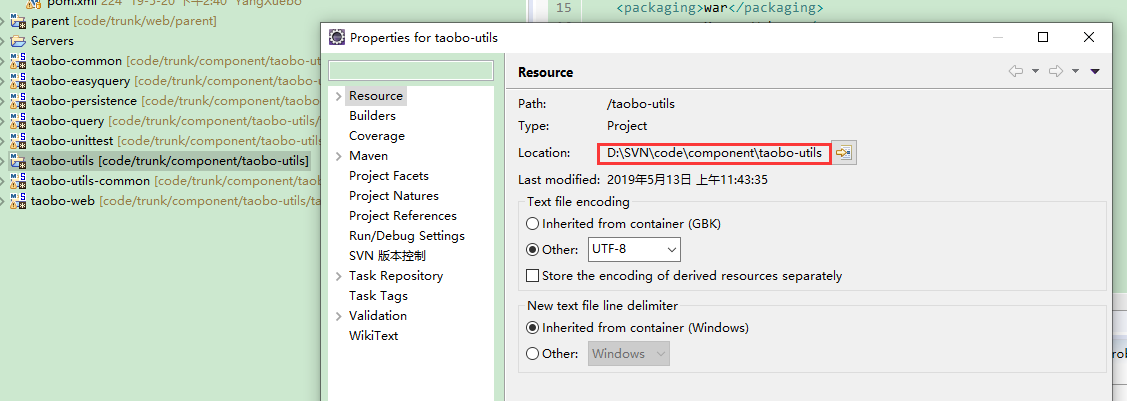 pom.xml 224 19-5-20 下午2:40 YangXuebo
parent [code/trunk/web/parent]
Servers
taobo-common [code/trunk/component/taobo-ut
taobo-easyquery [code/trunk/component/taobo
taobo-persistence [code/trunk/component/taob
taobo-query [code/trunk/component/taobo-utils/
taobo-unittest [code/trunk/component/taobo-ut
taobo-utils [code/trunk/component/taobo-utils]
taobo-utils-common [code/trunk/component/tao
taobo-web [code/trunk/component/taobo-utils/t
15 <packaging>war</packaging>
Properties for taobo-utils
Resource
Builders
Coverage
Maven
Project Facets
Project Natures
Project References
Run/Debug Settings
SVN 版本控制
Task Repository
Task Tags
Validation
WikiText
Resource
Path: /taobo-utils
Type: Project
Location: D:\SVN\code\component\taobo-utils
Last modified: 2019年5月13日 上午11:43:35
Text file encoding
Inherited from container (GBK)
Other: UTF-8
Store the encoding of derived resources separately
New text file line delimiter
Inherited from container (Windows)
Other: Windows
rob